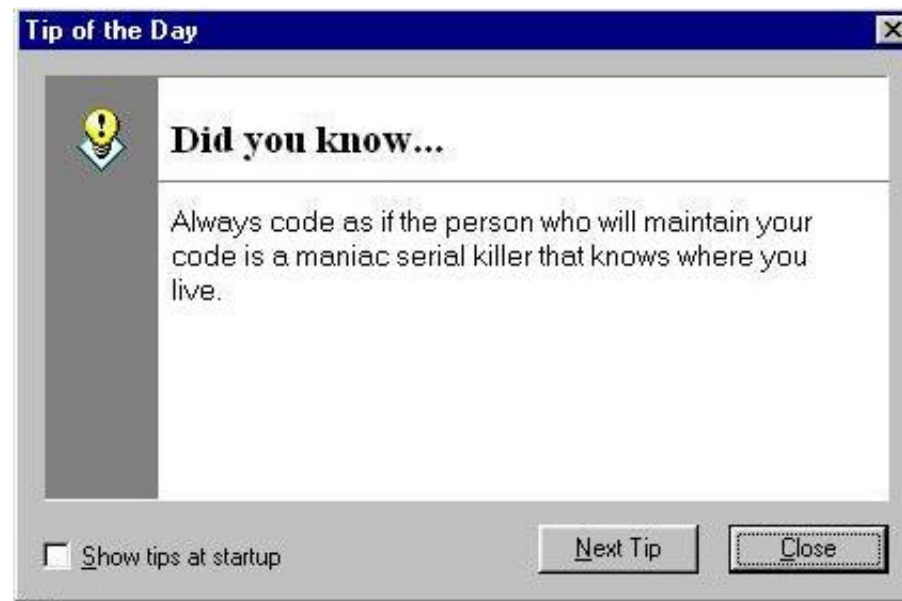 Tip of the Day
Did you know...
Always code as if the person who will maintain your
code is a maniac serial killer that knows where you
live.
Show tips at startup
Next Tip
Close